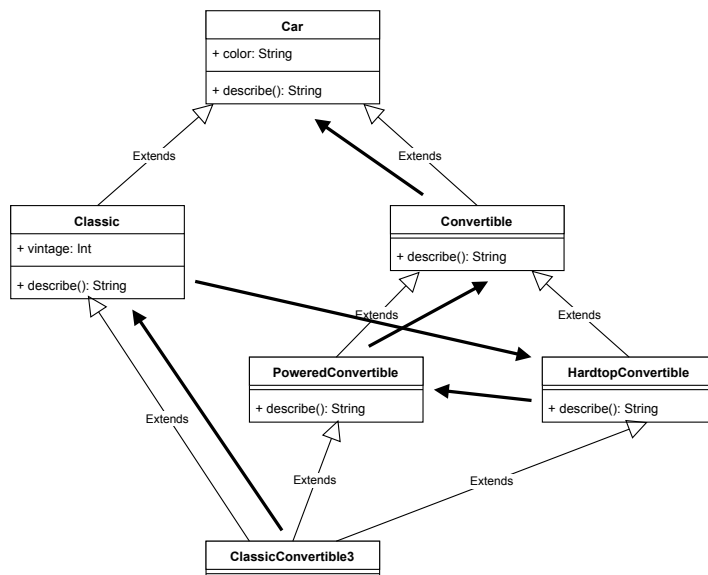 Car
+ color: String
+ describe(): String
Extends
Extends
Classic
+ vintage: Int
+ describe(): String
Convertible
+ describe(): String
Extends
Extends
PoweredConvertible
+ describe(): String
HardtopConvertible
+ describe(): String
Extends
Extends
Extends
ClassicConvertible3